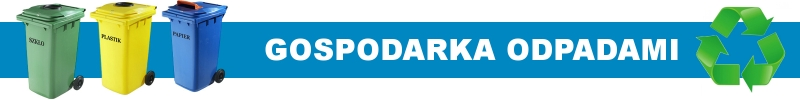 SZKŁO
PLASTIK
PAPIER
GOSPODARKA ODPADAMI